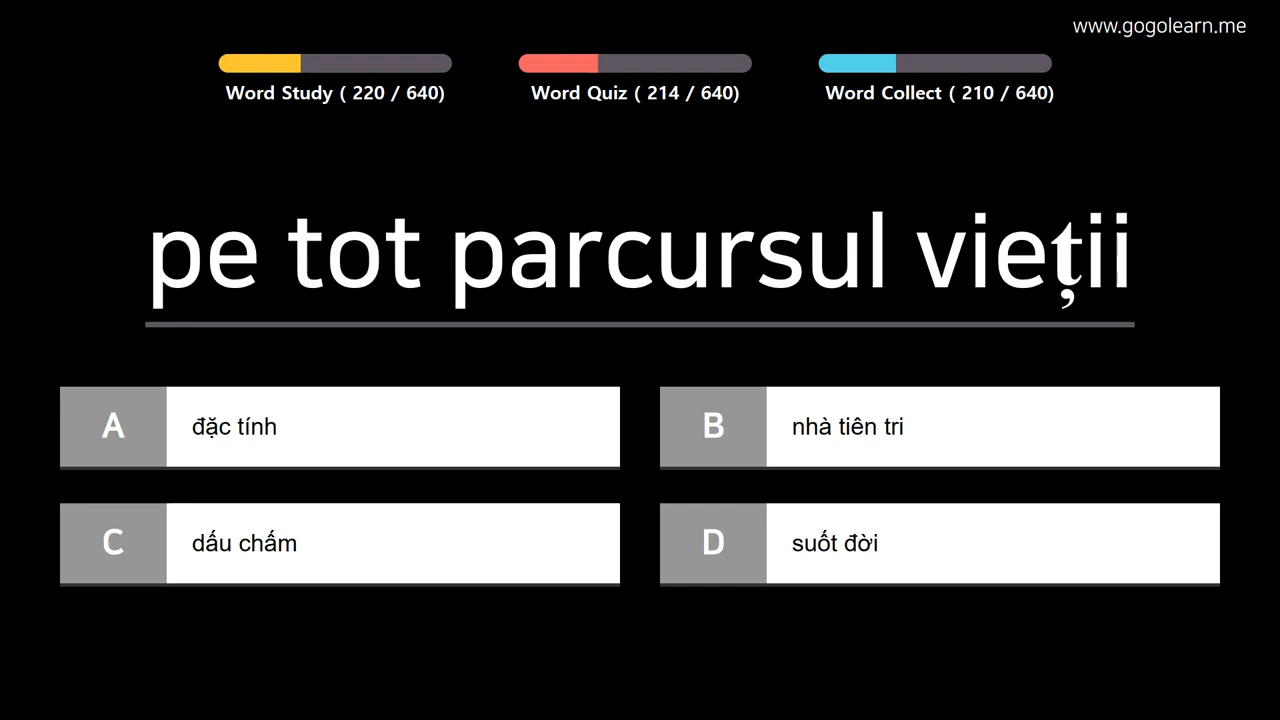 www.gogolearn.me
Word Study ( 220 / 640)
Word Quiz ( 214 / 640)
Word Collect ( 210 / 640)
pe tot parcursul vieții
A
đặc tính
B
nhà tiên tri
C
dấu chấm
D
suốt đời